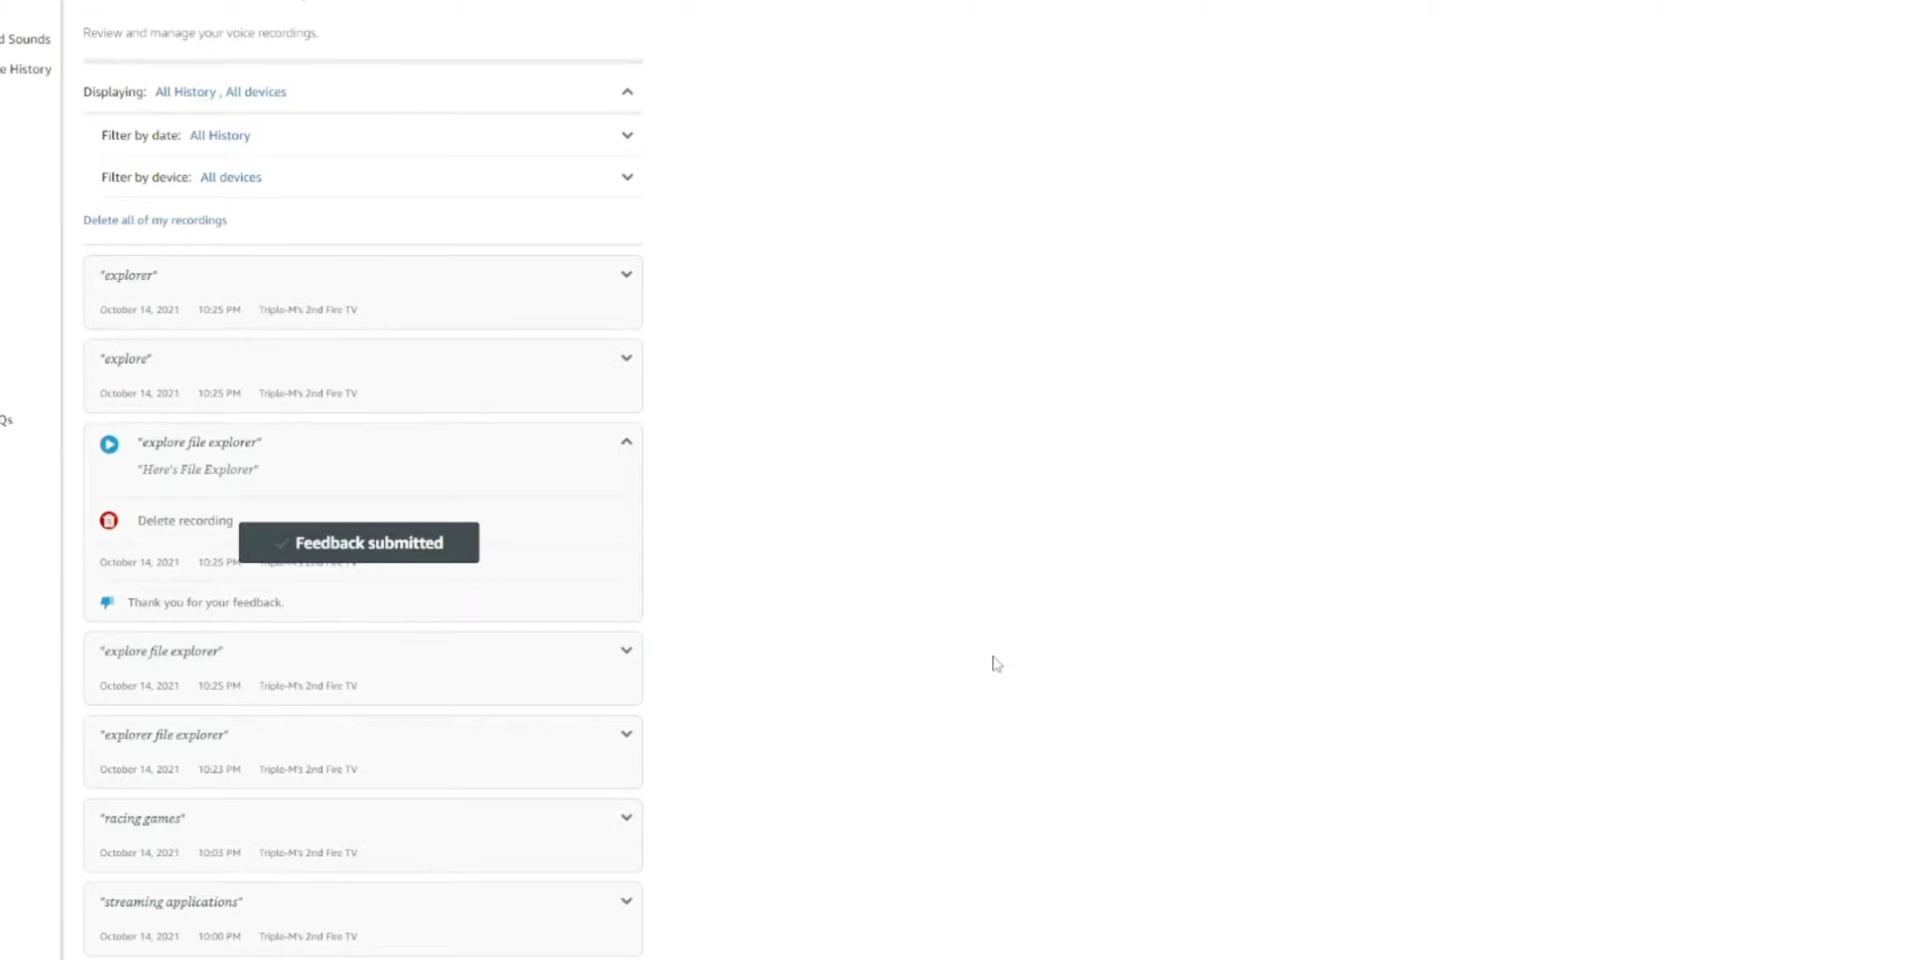 d Sounds
e History
Qs
Review and manage your voice recordings.
Displaying: All History , All devices
Filter by date: All History
Filter by device: All devices
Delete all of my recordings
"explorer"
October 14, 2021 10:25 PM Triple-M's 2nd Fire TV
"explore"
October 14, 2021 10:25 PM Triple-M's 2nd Fire TV
"explore file explorer"
"Here's File Explorer"
Delete recording
Feedback submitted
October 14, 2021 10:25 PM
Thank you for your feedback.
"explore file explorer"
October 14, 2021 10:25 PM Triple-M's 2nd Fire TV
"explorer file explorer"
October 14, 2021 10:23 PM Triple-M's 2nd Fire TV
"racing games"
October 14, 2021 10:03 PM Triple-M's 2nd Fire TV
"streaming applications"
October 14, 2021 10:00 PM Triple-M's 2nd Fire TV